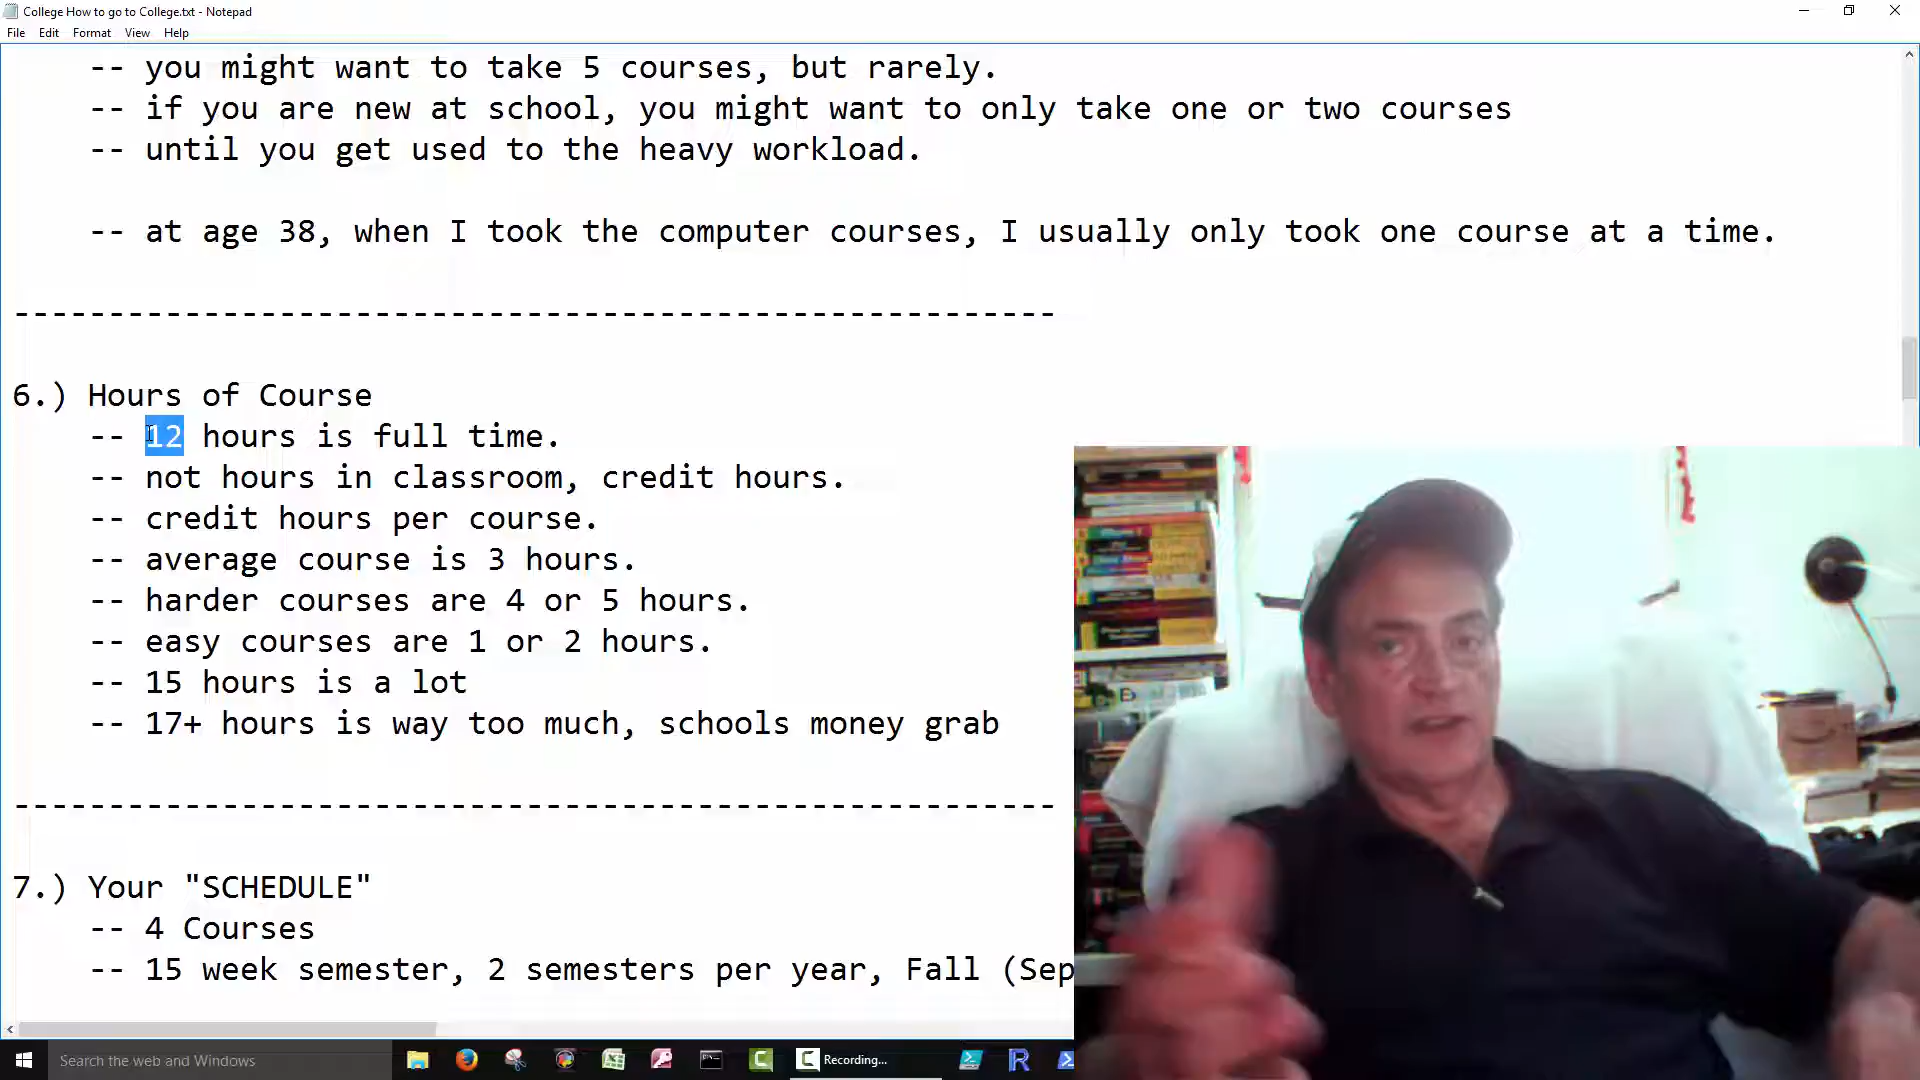 College How to go to College.txt - Notepad
File Edit Format View Help
-- you might want to take 5 courses, but rarely.
-- if you are new at school, you might want to only take one or two courses
-- until you get used to the heavy workload.
-- at age 38, when I took the computer courses, I usually only took one course at a time.
-------------------------------------------------------
6.) Hours of Course
-- 12 hours is full time.
-- not hours in classroom, credit hours.
-- credit hours per course.
-- average course is 3 hours.
-- harder courses are 4 or 5 hours.
-- easy courses are 1 or 2 hours.
-- 15 hours is a lot
-- 17+ hours is way too much, schools money grab
-------------------------------------------------------
7.) Your "SCHEDULE"
-- 4 Courses
-- 15 week semester, 2 semesters per year, Fall (Sep
Search the web and Windows
Recording...